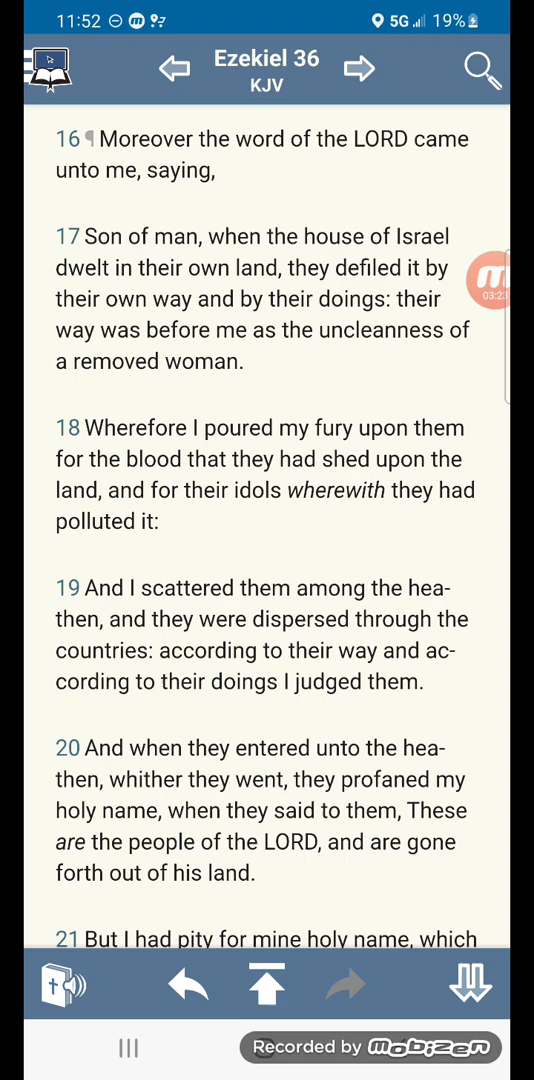 11:52 m 5G 19%
Ezekiel 36
KJV
16 ¶ Moreover the word of the LORD came
unto me, saying,
17 Son of man, when the house of Israel
dwelt in their own land, they defiled it by
their own way and by their doings: their
way was before me as the uncleanness of
a removed woman.
m
03:23
18 Wherefore I poured my fury upon them
for the blood that they had shed upon the
land, and for their idols wherewith they had
polluted it:
19 And I scattered them among the hea-
then, and they were dispersed through the
countries: according to their way and ac-
cording to their doings I judged them.
20 And when they entered unto the hea-
then, whither they went, they profaned my
holy name, when they said to them, These
are the people of the LORD, and are gone
forth out of his land.
21 But I had pity for mine holy name, which
Recorded by mobizen